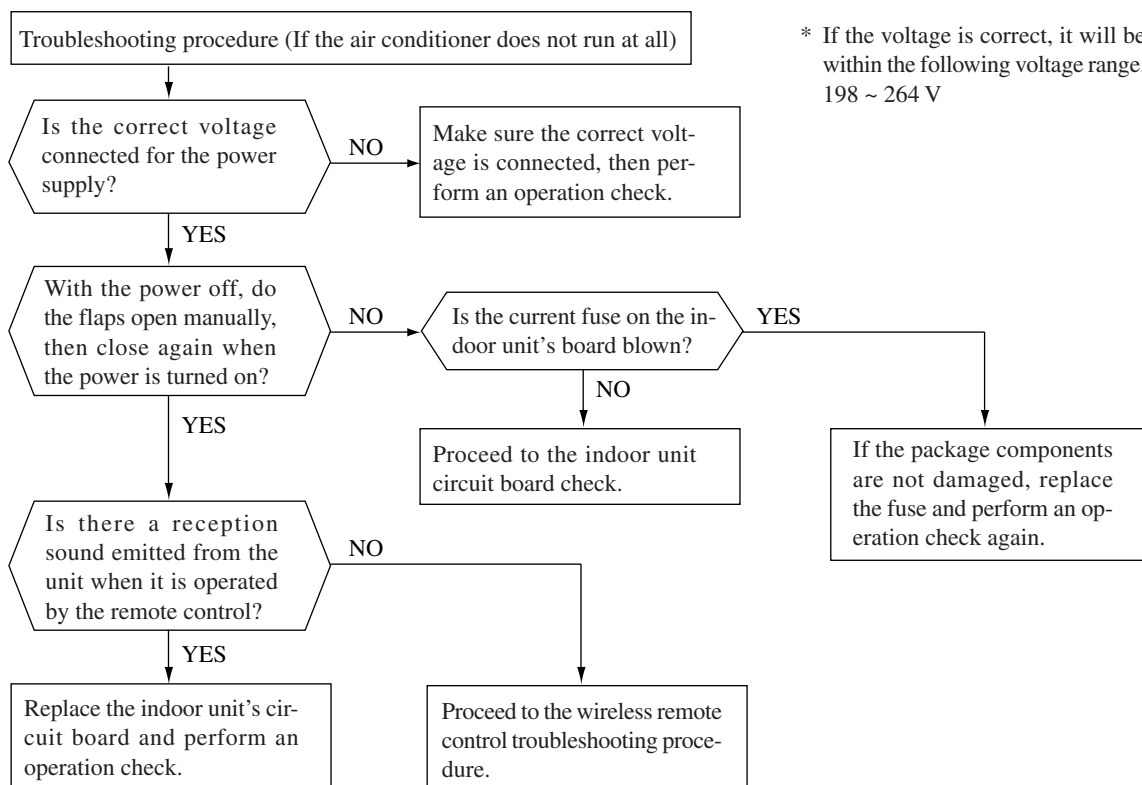 Troubleshooting procedure (If the air conditioner does not run at all)
* If the voltage is correct, it will be
within the following voltage range.
198 ~ 264 V
Is the correct voltage
connected for the power
supply?
NO
Make sure the correct volt-
age is connected, then per-
form an operation check.
YES
With the power off, do
the flaps open manually,
then close again when
the power is turned on?
NO
Is the current fuse on the in-
door unit's board blown?
YES
NO
YES
Proceed to the indoor unit
circuit board check.
If the package components
are not damaged, replace
the fuse and perform an op-
eration check again.
Is there a reception
sound emitted from the
unit when it is operated
by the remote control?
NO
YES
Replace the indoor unit's cir-
cuit board and perform an
operation check.
Proceed to the wireless remote
control troubleshooting proce-
dure.